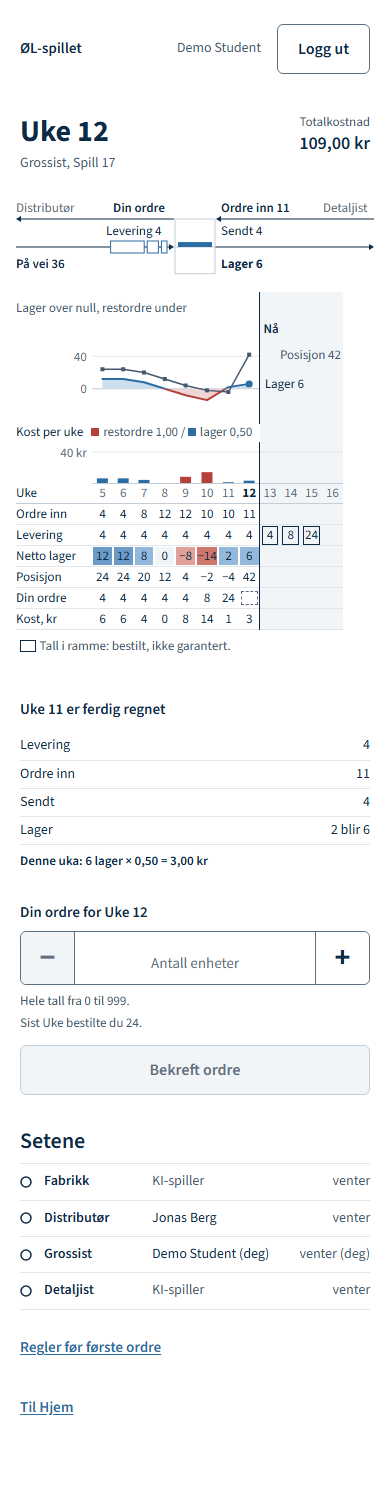 ØL-spillet Demo Student Logg ut
Uke 12 Totalkostnad
109,00 kr
Grossist, Spill 17
Distributør Din ordre Ordre inn 11 Detaljist
Levering 4 Sendt 4
På vei 36 Lager 6
Lager over null, restordre under
Nå
40 Posisjon 42
0 Lager 6
Kost per uke restordre 1,00 / lager 0,50
40 kr
Uke 5 6 7 8 9 10 11 12 13 14 15 16
Ordre inn 4 4 8 12 12 10 10 11
Levering 4 4 4 4 4 4 4 4 4 8 24
Netto lager 12 12 8 0 −8 −14 2 6
Posisjon 24 24 20 12 4 −2 −4 42
Din ordre 4 4 4 4 4 8 24
Kost, kr 6 6 4 0 8 14 1 3
Tall i ramme: bestilt, ikke garantert.
Uke 11 er ferdig regnet
Levering 4
Ordre inn 11
Sendt 4
Lager 2 blir 6
Denne uka: 6 lager × 0,50 = 3,00 kr
Din ordre for Uke 12
− Antall enheter +
Hele tall fra 0 til 999.
Sist Uke bestilte du 24.
Bekreft ordre
Setene
Fabrikk KI-spiller venter
Distributør Jonas Berg venter
Grossist Demo Student (deg) venter (deg)
Detaljist KI-spiller venter
Regler før første ordre
Til Hjem